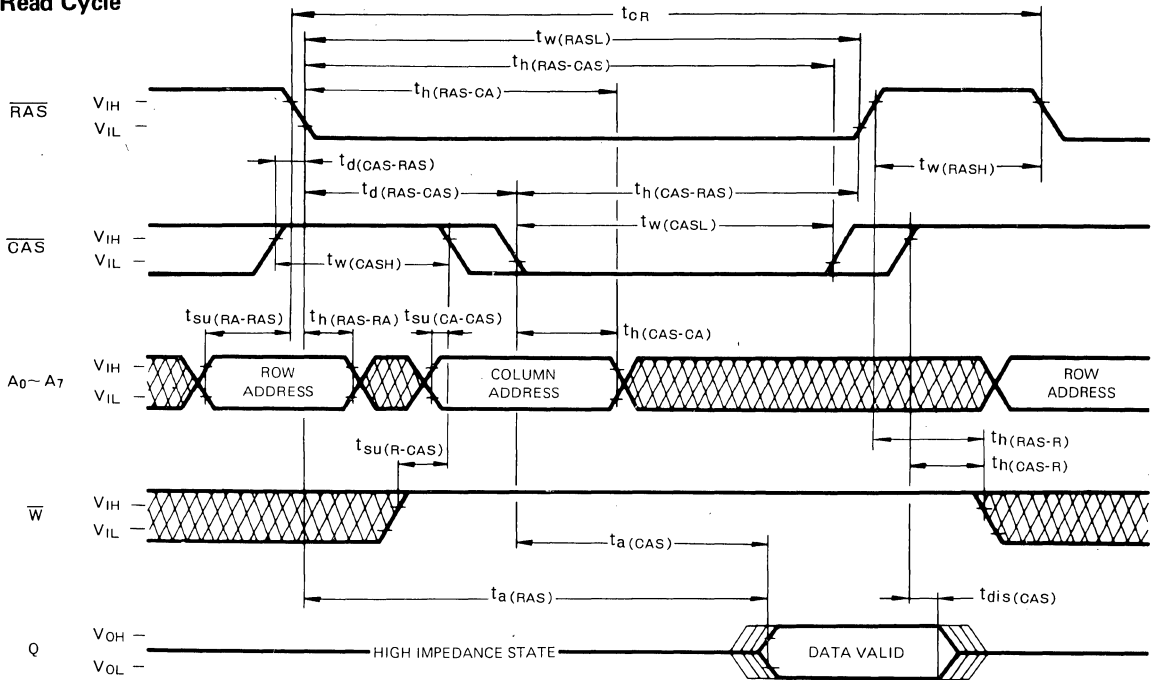 Read Cycle
tCR
tw(RASL)
th(RAS-CAS)
th(RAS-CA)
RAS
VIH
VIL
td(CAS-RAS)
tw(RASH)
td(RAS-CAS)
th(CAS-RAS)
tw(CASL)
CAS
VIH
VIL
tw(CASH)
tsu(RA-RAS)
th(RAS-RA)
tsu(CA-CAS)
th(CAS-CA)
A0~A7
VIH
VIL
ROW
ADDRESS
COLUMN
ADDRESS
ROW
ADDRESS
tsu(R-CAS)
th(RAS-R)
th(CAS-R)
W
VIH
VIL
ta(CAS)
ta(RAS)
tdis(CAS)
Q
VOH
VOL
HIGH IMPEDANCE STATE
DATA VALID